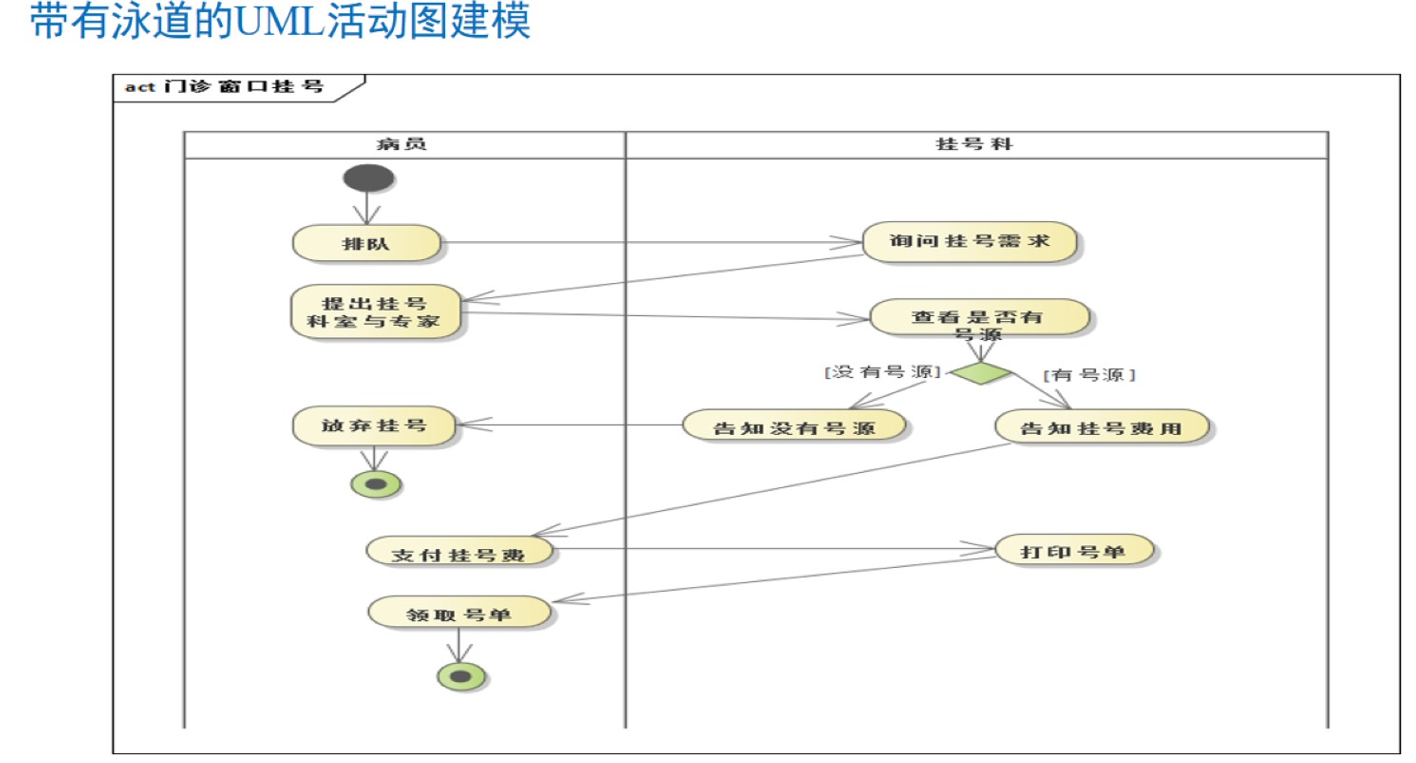 带有泳道的UML活动图建模
act 门诊窗口挂号
病员
挂号科
排队
询问挂号需求
提出挂号
科室与专家
查看是否有
号源
[没有号源]
[有号源]
放弃挂号
告知没有号源
告知挂号费用
支付挂号费
打印号单
领取号单